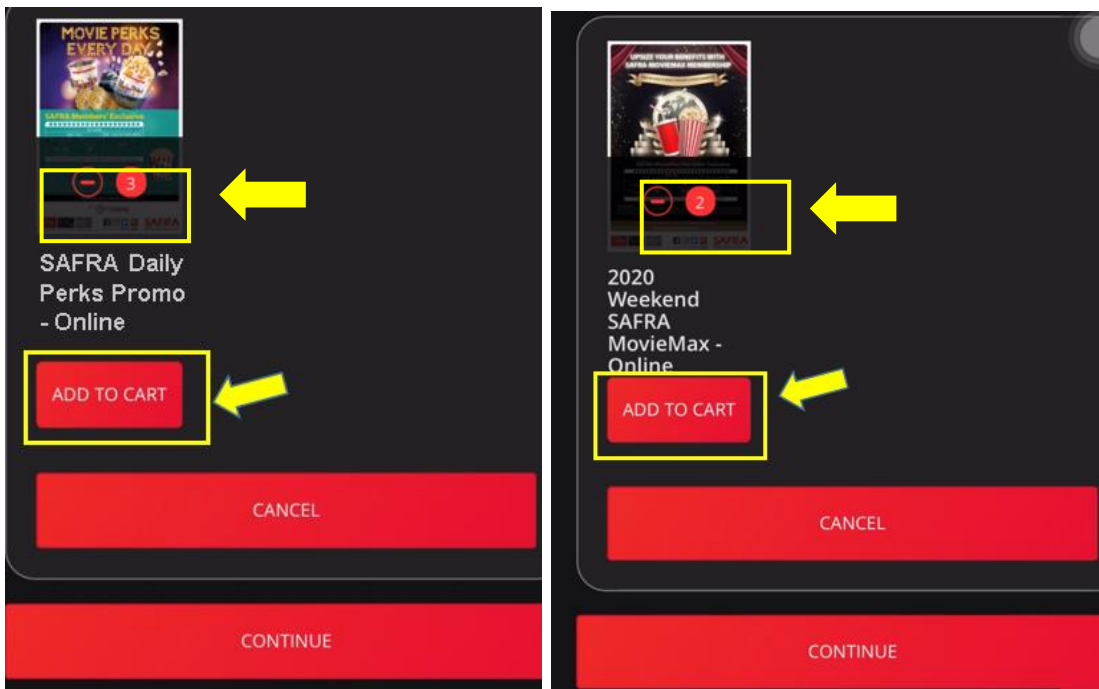 MOVIE PERKS
EVERY DAY
SAFRA Members' Exclusive
3
SAFRA
SAFRA Daily
Perks Promo
- Online
ADD TO CART
CANCEL
CONTINUE
UPSIZE YOUR BENEFITS WITH
SAFRA MOVIEMAX MEMBERSHIP
2
SAFRA
2020
Weekend
SAFRA
MovieMax -
Online
ADD TO CART
CANCEL
CONTINUE